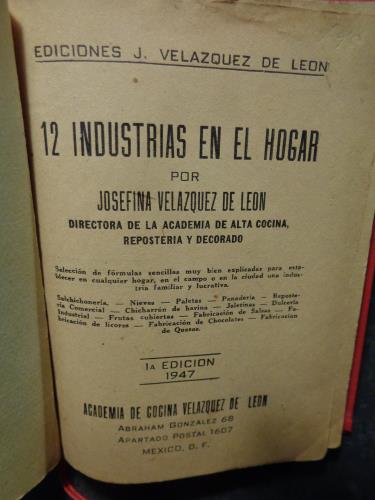 EDICIONES J. VELAZQUEZ DE LEON
12 INDUSTRIAS EN EL HOGAR
POR
JOSEFINA VELAZQUEZ DE LEON
DIRECTORA DE LA ACADEMIA DE ALTA COCINA,
REPOSTERIA Y DECORADO
Selección de fórmulas sencillas muy bien explicadas para esta-
blecer en cualquier hogar, en el campo o en la ciudad una indus-
tria familiar y lucrativa.
Salchichonería. — Nieves — Paletas — Panadería — Reposte-
ría Comercial — Chicharrón de harina — Jaletinas — Dulcería
Industrial — Frutas cubiertas — Fabricación de Salsas — Fa-
bricación de licores — Fabricación de Chocolates — Fabricación
de Quesos.
1a EDICION
1947
ACADEMIA DE COCINA VELAZQUEZ DE LEON
ABRAHAM GONZALEZ 68
APARTADO POSTAL 1607
MEXICO, D. F.